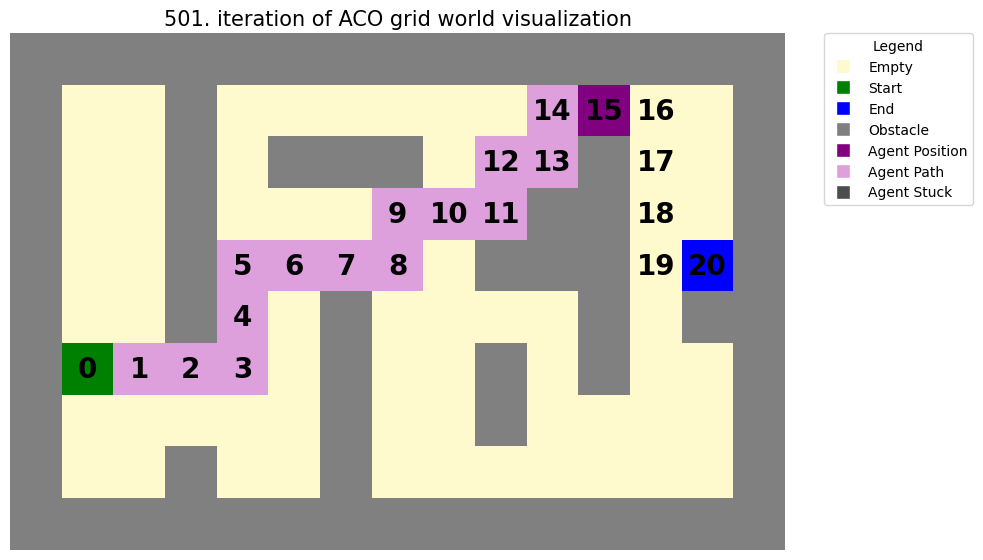 501. iteration of ACO grid world visualization
14 15 16
12 13 17
9 10 11 18
5 6 7 8 19 20
4
0 1 2 3
Legend
Empty
Start
End
Obstacle
Agent Position
Agent Path
Agent Stuck